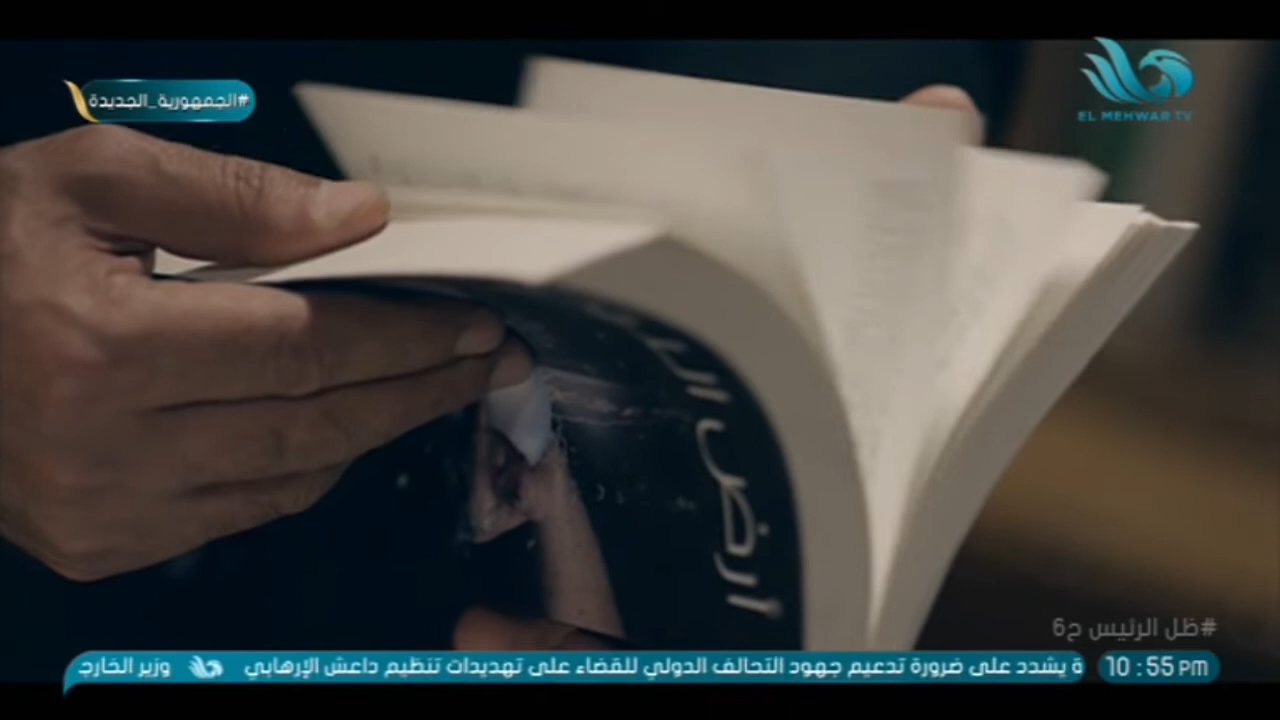 #الجمهورية_الجديدة
EL MEHWAR TV
أرض
#ظل الرئيس ح6
ة يشدد على ضرورة تدعيم جهود التحالف الدولي للقضاء على تهديدات تنظيم داعش الإرهابي وزير الخارج
10:55 PM